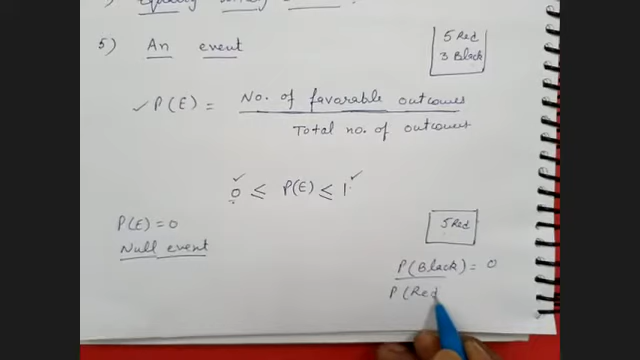 5) An event
5 Red
3 Black
✓ P(E) = No. of favorable outcomes
Total no. of outcomes
0 ≤ P(E) ≤ 1
P(E) = 0
Null event
5 Red
P(Black) = 0
P(Red